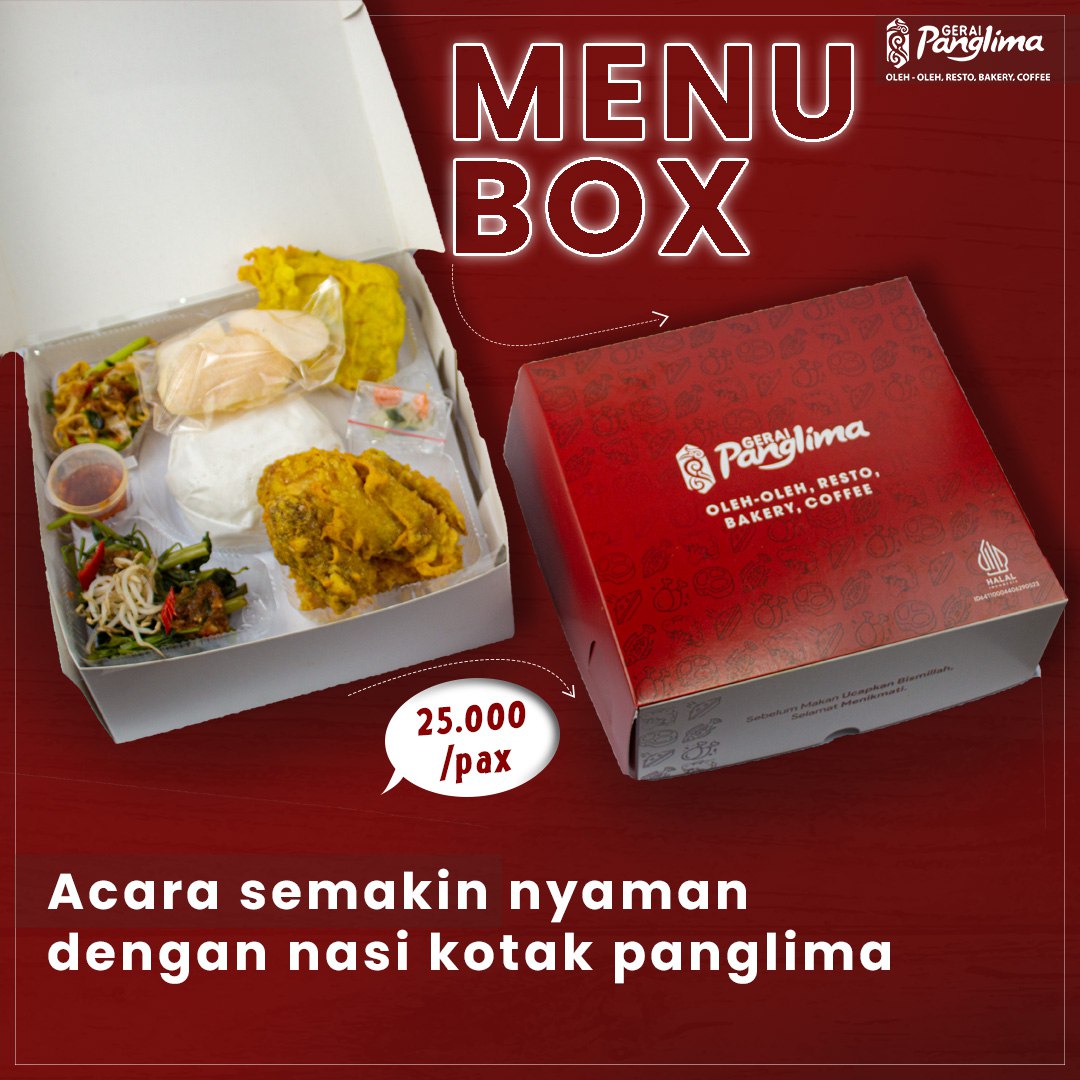 GERAI
Panglima
OLEH - OLEH, RESTO, BAKERY, COFFEE
MENU
BOX
GERAI
Panglima
OLEH-OLEH, RESTO,
BAKERY, COFFEE
HALAL
INDONESIA
Sebelum Makan Ucapkan Bismillah,
Selamat Menikmati.
25.000
/pax
Acara semakin nyaman
dengan nasi kotak panglima